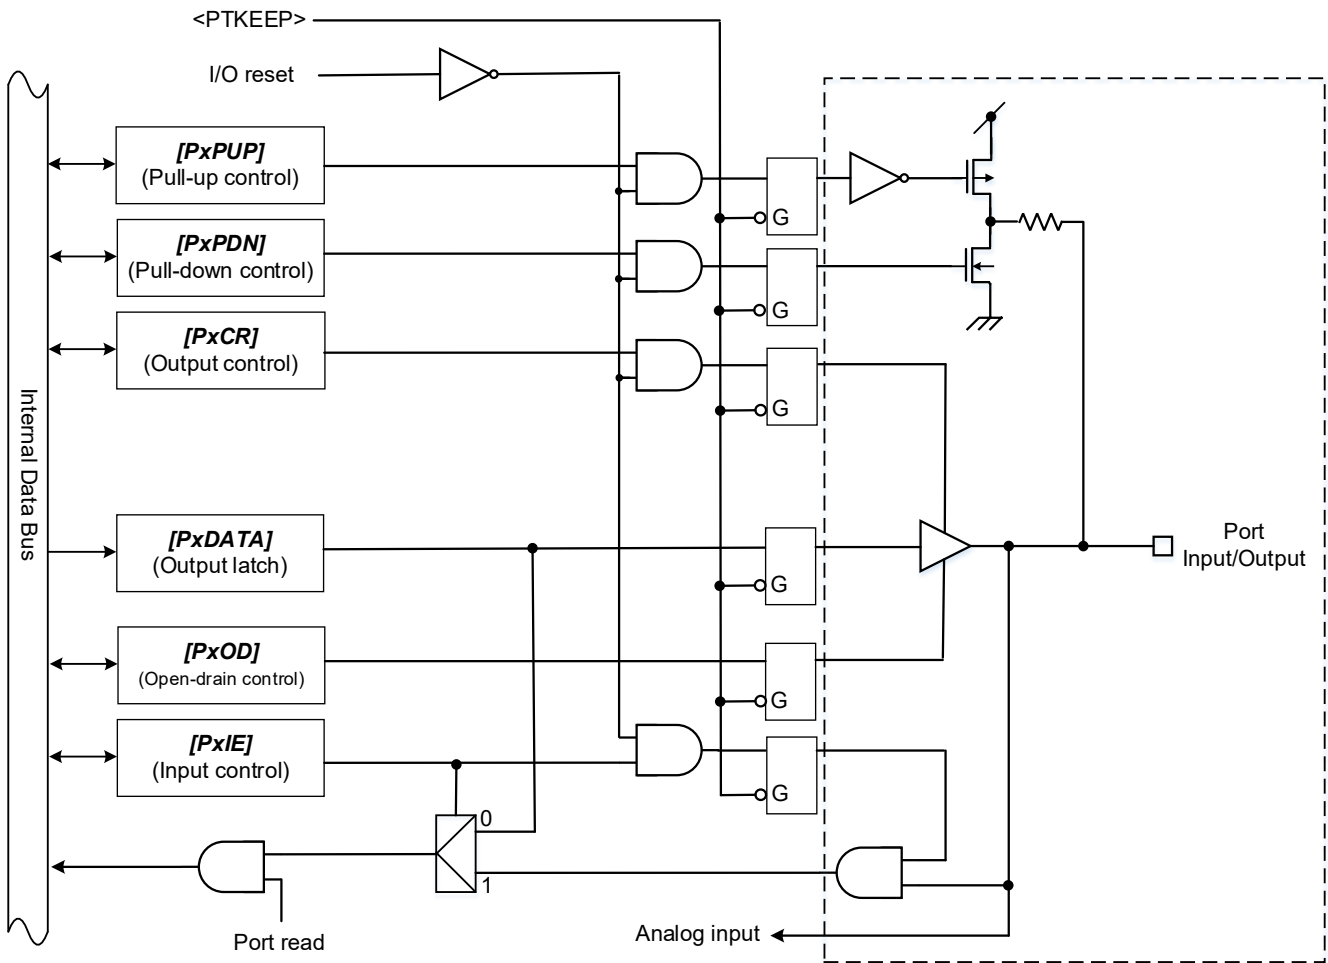 <PTKEEP>
I/O reset
[PxPUP]
(Pull-up control)
G
[PxPDN]
(Pull-down control)
G
[PxCR]
(Output control)
G
Internal Data Bus
[PxDATA]
(Output latch)
G
Port
Input/Output
[PxOD]
(Open-drain control)
G
[PxIE]
(Input control)
G
0
1
Port read
Analog input